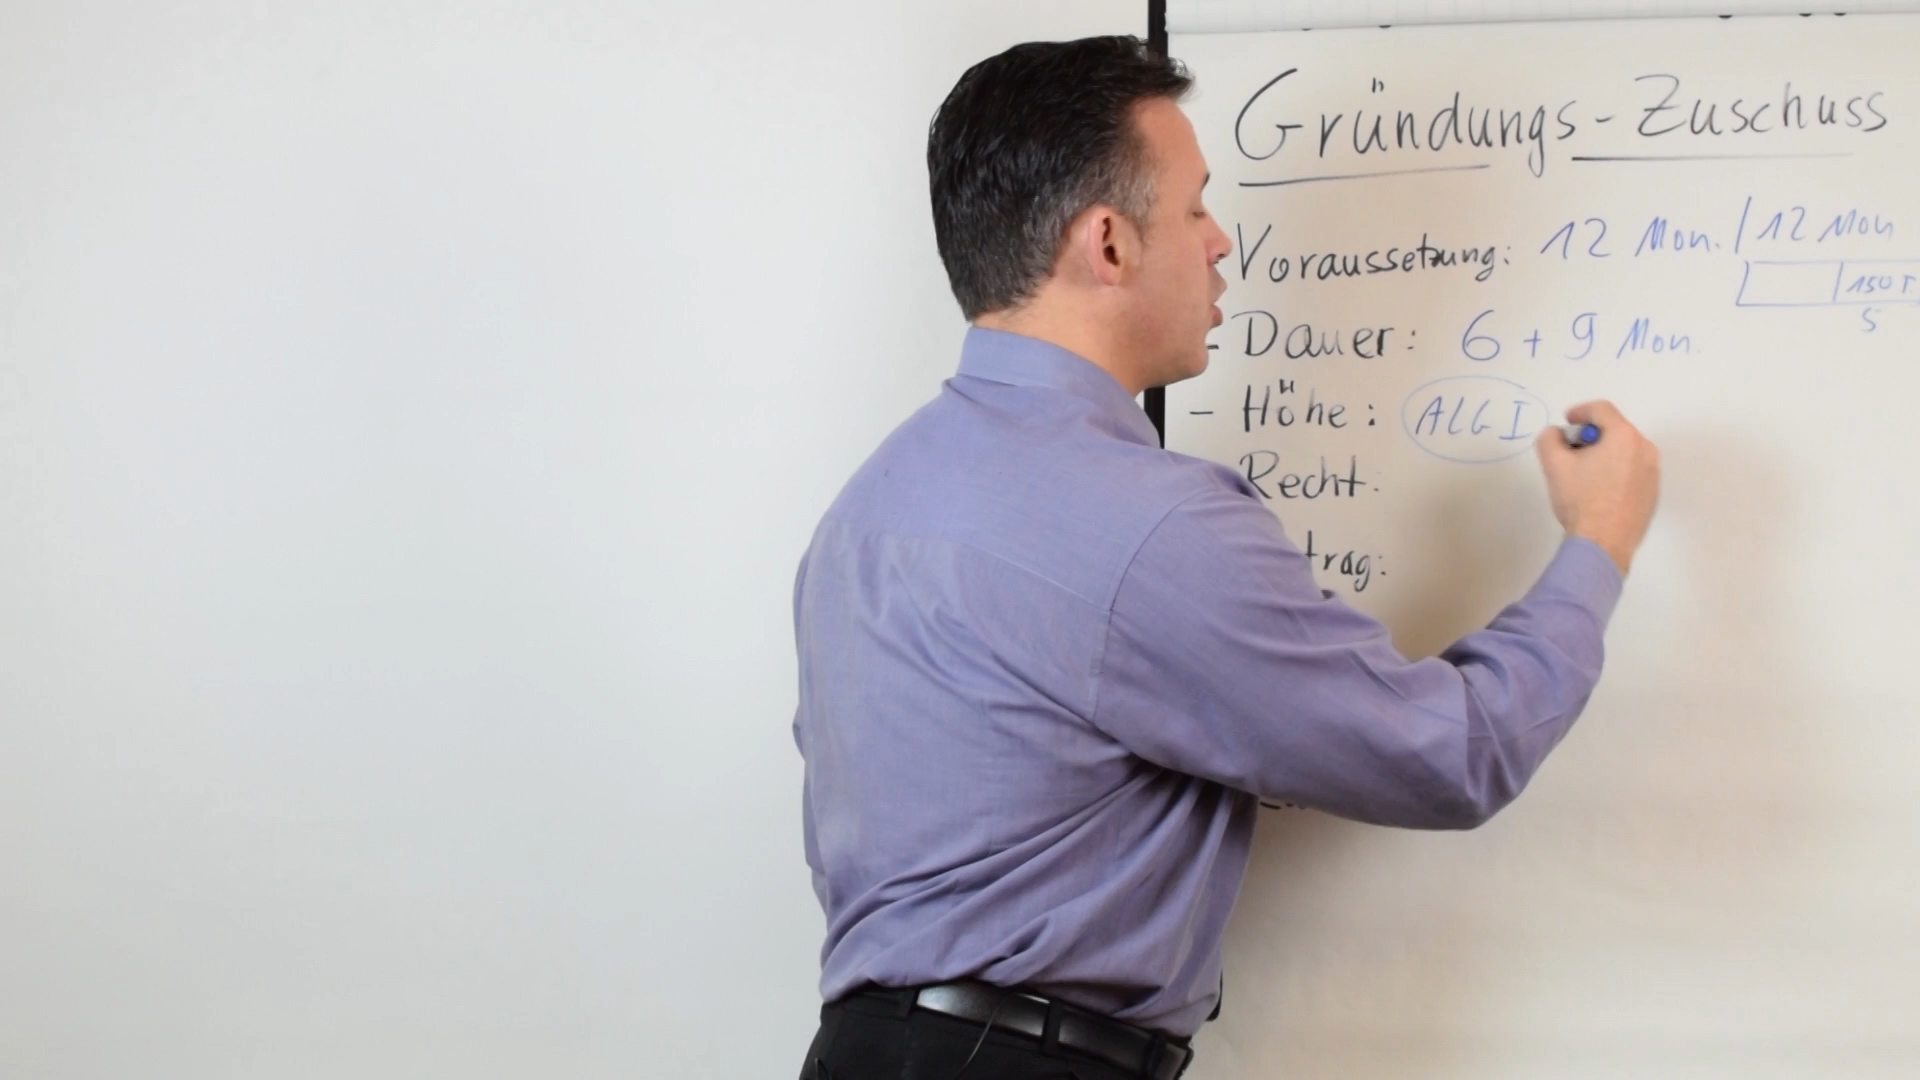 Gründungs-Zuschuss
Voraussetzung: 12 Mon. / 12 Mon
150 T.
5
- Dauer: 6 + 9 Mon.
- Höhe: ALG I
Recht:
trag: